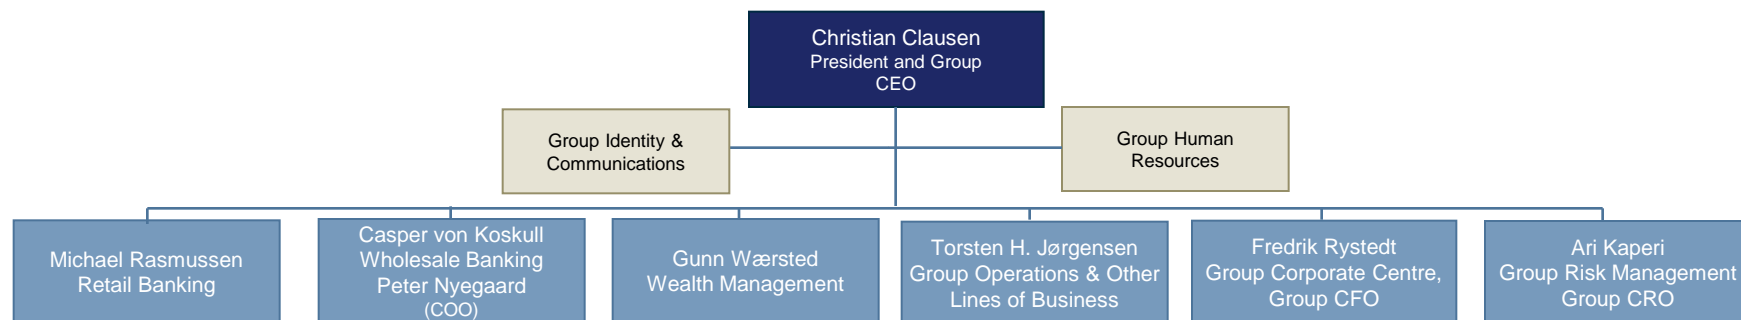 Christian Clausen
President and Group
CEO
Group Identity &
Communications
Group Human
Resources
Michael Rasmussen
Retail Banking
Casper von Koskull
Wholesale Banking
Peter Nyegaard
(COO)
Gunn Wærsted
Wealth Management
Torsten H. Jørgensen
Group Operations & Other
Lines of Business
Fredrik Rystedt
Group Corporate Centre,
Group CFO
Ari Kaperi
Group Risk Management
Group CRO